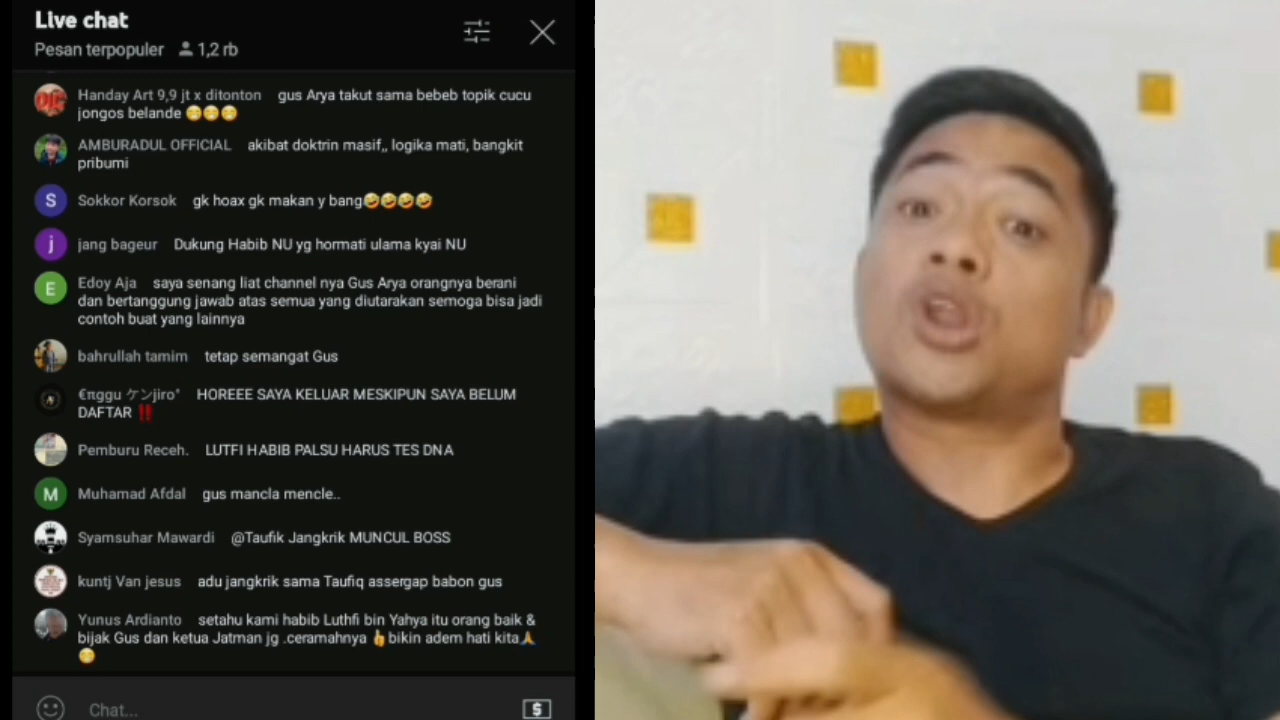 Live chat
Pesan terpopuler 1,2 rb
Handay Art 9,9 jt x ditonton gus Arya takut sama bebeb topik cucu
jongos belande 😁😁😁
AMBURADUL OFFICIAL akibat doktrin masif,, logika mati, bangkit
pribumi
S Sokkor Korsok gk hoax gk makan y bang🤣🤣🤣🤣
j jang bageur Dukung Habib NU yg hormati ulama kyai NU
E Edoy Aja saya senang liat channel nya Gus Arya orangnya berani
dan bertanggung jawab atas semua yang diutarakan semoga bisa jadi
contoh buat yang lainnya
bahrullah tamim tetap semangat Gus
€πggu ケンjiro" HOREEE SAYA KELUAR MESKIPUN SAYA BELUM
DAFTAR ‼️
Pemburu Receh. LUTFI HABIB PALSU HARUS TES DNA
M Muhamad Afdal gus mancla mencle..
Syamsuhar Mawardi @Taufik Jangkrik MUNCUL BOSS
kuntj Van jesus adu jangkrik sama Taufiq assergap babon gus
Yunus Ardianto setahu kami habib Luthfi bin Yahya itu orang baik &
bijak Gus dan ketua Jatman jg .ceramahnya 👍bikin adem hati kita🙏
😁
Chat... $